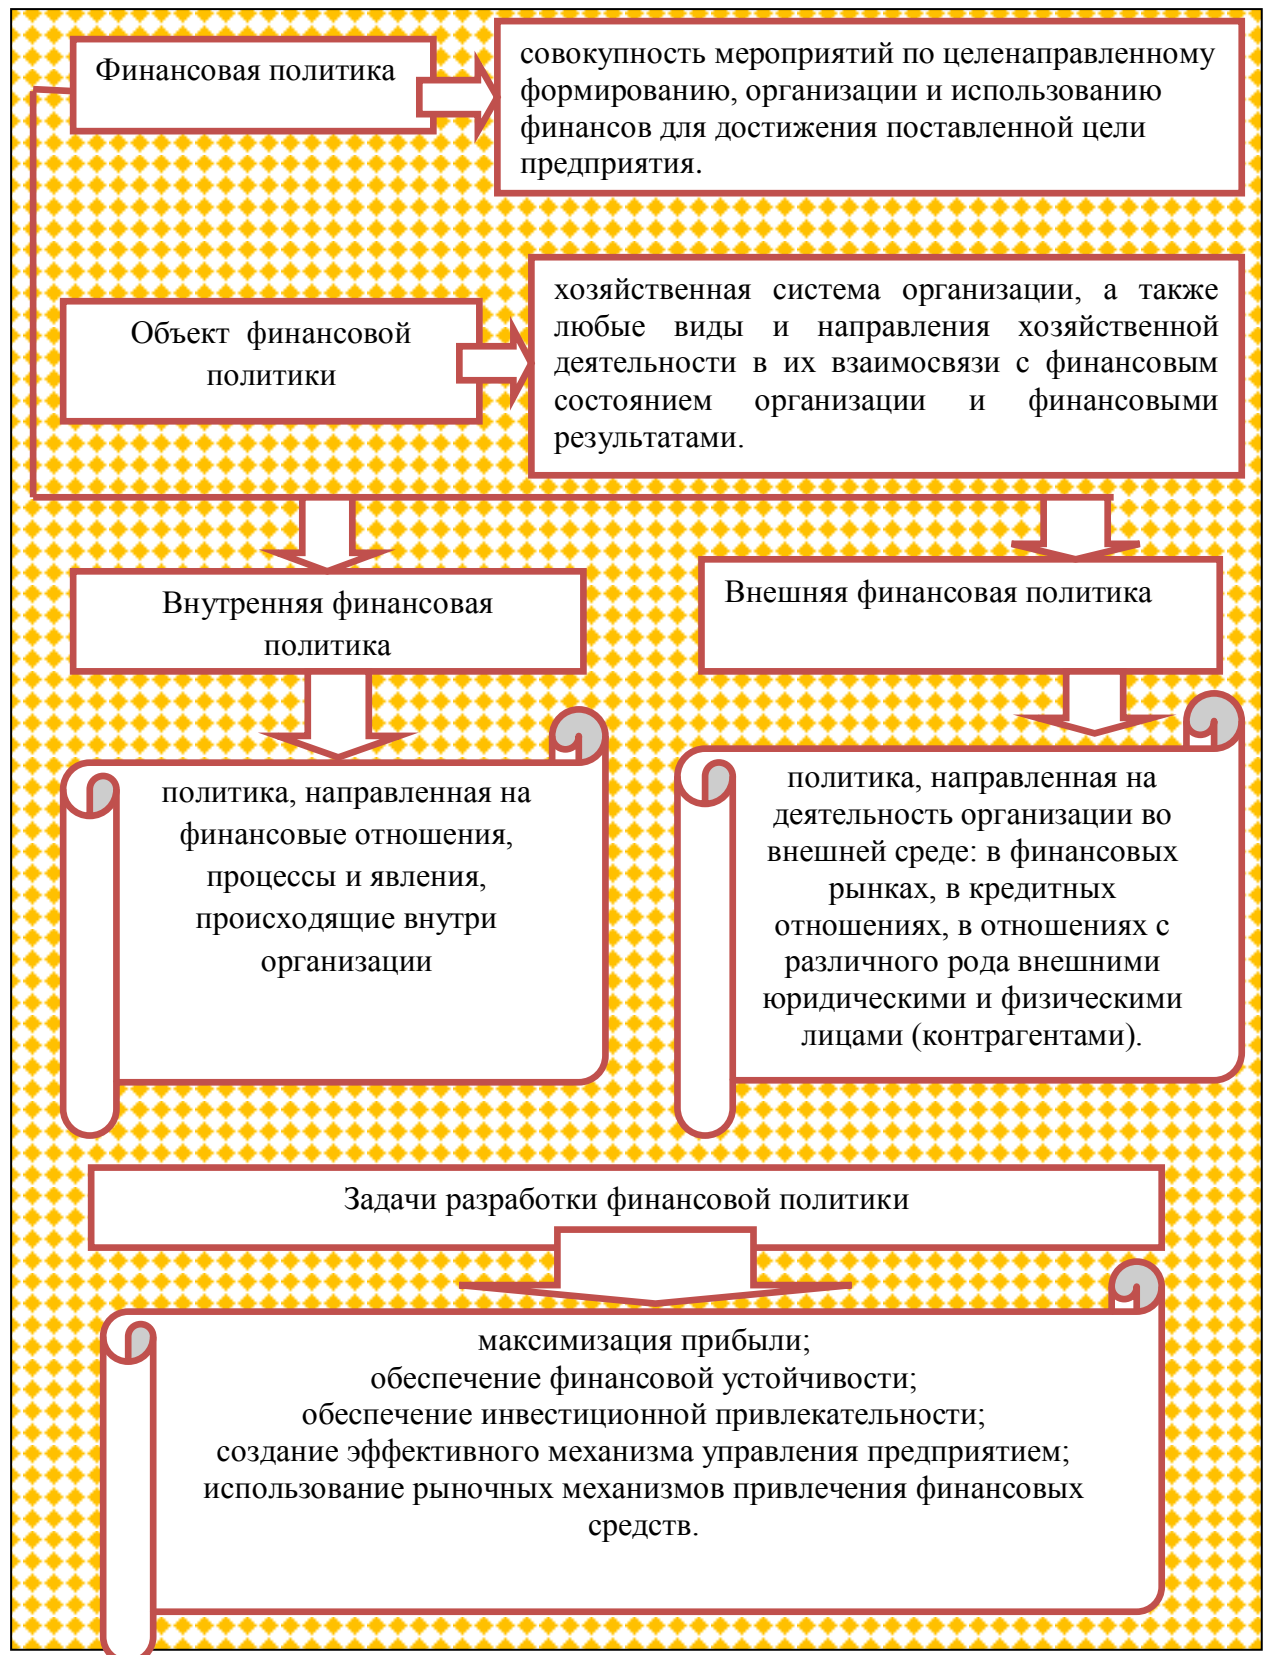 Финансовая политика
совокупность мероприятий по целенаправленному
формированию, организации и использованию
финансов для достижения поставленной цели
предприятия.
Объект финансовой
политики
хозяйственная система организации, а также
любые виды и направления хозяйственной
деятельности в их взаимосвязи с финансовым
состоянием организации и финансовыми
результатами.
Внутренняя финансовая
политика
Внешняя финансовая политика
политика, направленная на
финансовые отношения,
процессы и явления,
происходящие внутри
организации
политика, направленная на
деятельность организации во
внешней среде: в финансовых
рынках, в кредитных
отношениях, в отношениях с
различного рода внешними
юридическими и физическими
лицами (контрагентами).
Задачи разработки финансовой политики
максимизация прибыли;
обеспечение финансовой устойчивости;
обеспечение инвестиционной привлекательности;
создание эффективного механизма управления предприятием;
использование рыночных механизмов привлечения финансовых
средств.